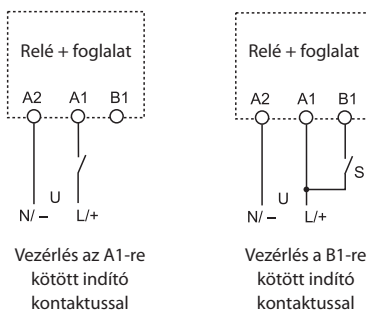 Relé + foglalat
A2 A1 B1
U
N/ – L/+
Vezérlés az A1-re
kötött indító
kontaktussal
Relé + foglalat
A2 A1 B1
S
U
N/ – L/+
Vezérlés a B1-re
kötött indító
kontaktussal